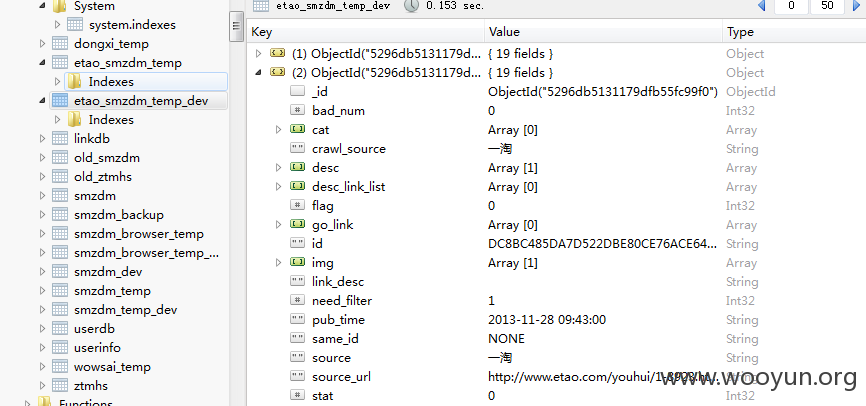 System
system.indexes
dongxi_temp
etao_smzdm_temp
Indexes
etao_smzdm_temp_dev
Indexes
linkdb
old_smzdm
old_ztmhs
smzdm
smzdm_backup
smzdm_browser_temp
smzdm_browser_temp_...
smzdm_dev
smzdm_temp
smzdm_temp_dev
userdb
userinfo
wowsai_temp
ztmhs
Functions
etao_smzdm_temp_dev 0.153 sec. 0 50
Key Value Type
(1) ObjectId("5296db5131179d... { 19 fields } Object
(2) ObjectId("5296db5131179d... { 19 fields } Object
_id ObjectId("5296db5131179dfb55fc99f0") ObjectId
bad_num 0 Int32
cat Array [0] Array
crawl_source 一淘 String
desc Array [1] Array
desc_link_list Array [0] Array
flag 0 Int32
go_link Array [0] Array
id DC8BC485DA7D522DBE80CE76ACE64... String
img Array [1] Array
link_desc String
need_filter 1 Int32
pub_time 2013-11-28 09:43:00 String
same_id NONE String
source 一淘 String
source_url http://www.etao.com/youhui/ String
stat 0 Int32
www.wooyun.org